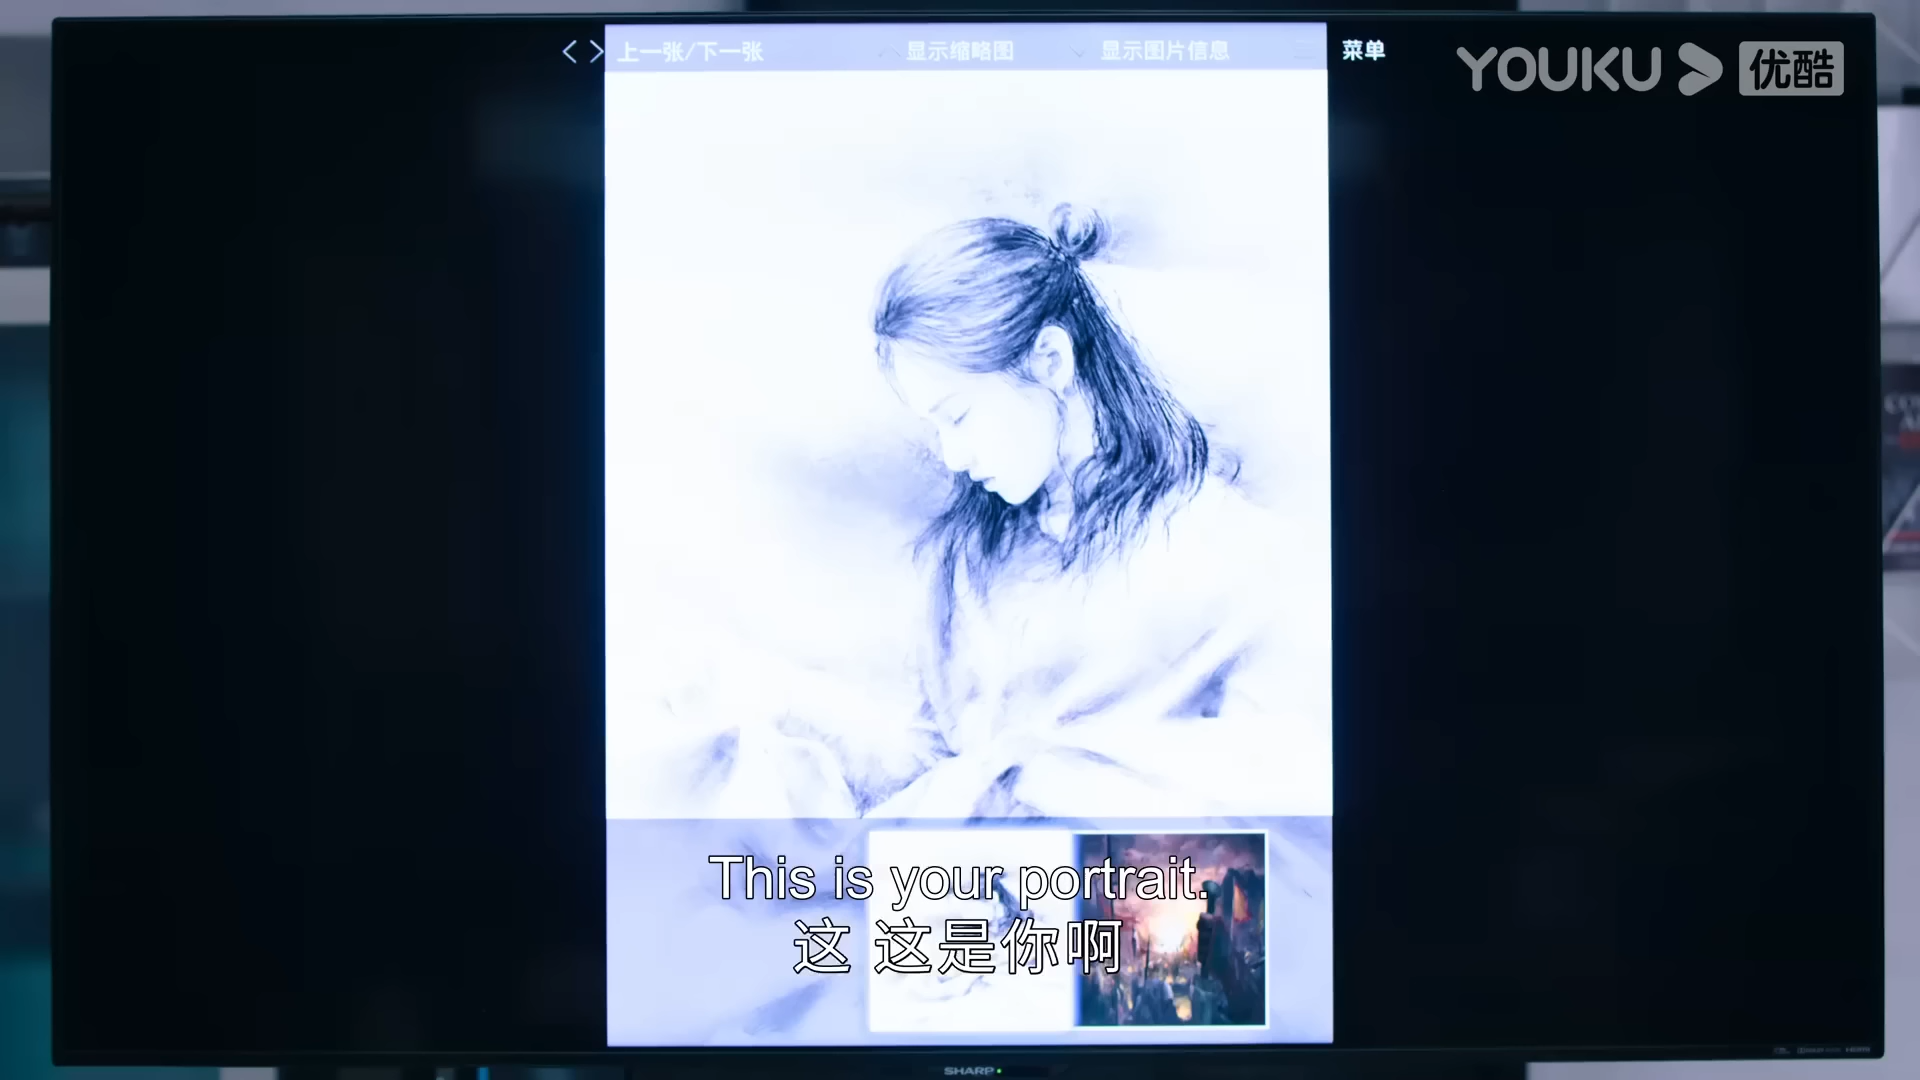 上一张/下一张 显示缩略图 显示图片信息 菜单
YOUKU 优酷
This is your portrait.
这 这是你啊
SHARP